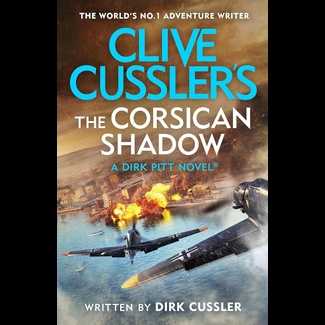 THE WORLD'S NO.1 ADVENTURE WRITER
CLIVE
CUSSLER'S
THE CORSICAN
SHADOW
A DIRK PITT NOVEL®
WRITTEN BY DIRK CUSSLER